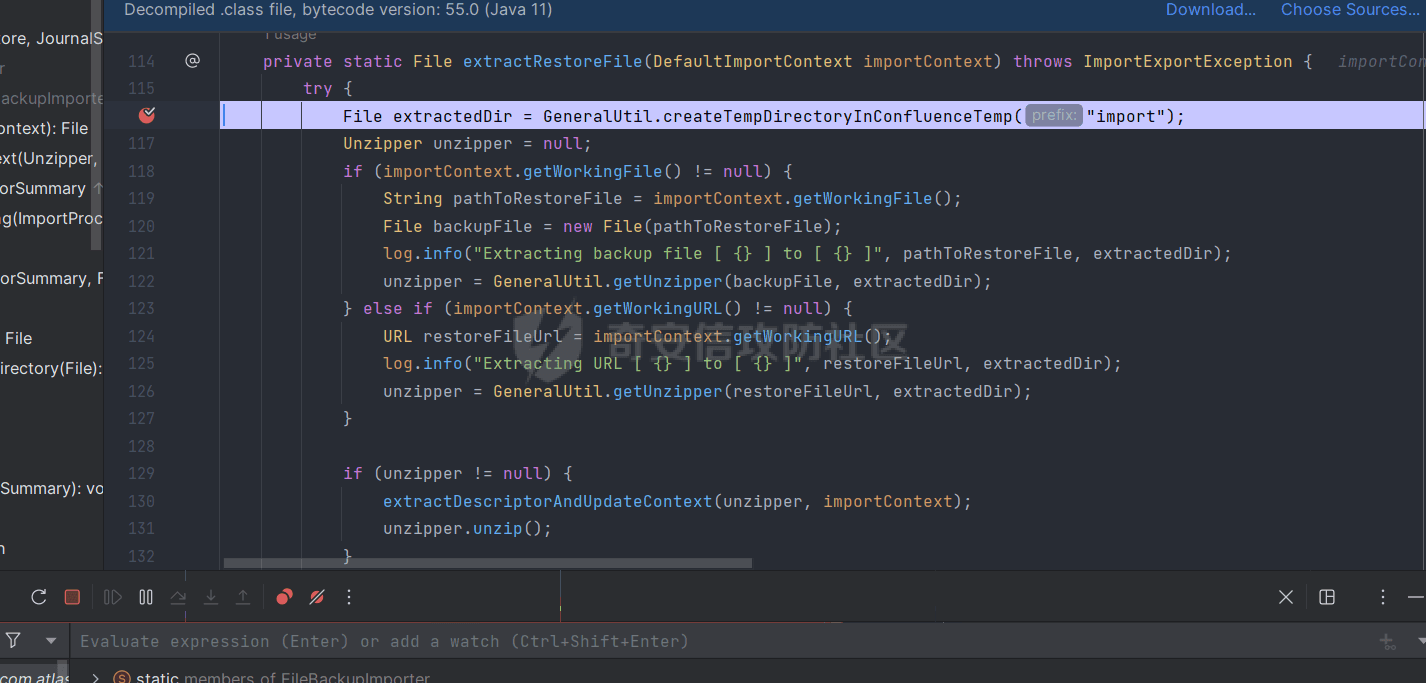 Decompiled .class file, bytecode version: 55.0 (Java 11) Download... Choose Sources...
ore, JournalS
r
ackupImporte
ontext): File
ext(Unzipper,
orSummary ↑
ng(ImportProc
orSummary, F
File
irectory(File):
Summary): vo
n
1 usage
114 @ private static File extractRestoreFile(DefaultImportContext importContext) throws ImportExportException { importCon
115 try {
File extractedDir = GeneralUtil.createTempDirectoryInConfluenceTemp( prefix: "import");
117 Unzipper unzipper = null;
118 if (importContext.getWorkingFile() != null) {
119 String pathToRestoreFile = importContext.getWorkingFile();
120 File backupFile = new File(pathToRestoreFile);
121 log.info("Extracting backup file [ {} ] to [ {} ]", pathToRestoreFile, extractedDir);
122 unzipper = GeneralUtil.getUnzipper(backupFile, extractedDir);
123 } else if (importContext.getWorkingURL() != null) {
124 URL restoreFileUrl = importContext.getWorkingURL();
125 log.info("Extracting URL [ {} ] to [ {} ]", restoreFileUrl, extractedDir);
126 unzipper = GeneralUtil.getUnzipper(restoreFileUrl, extractedDir);
127 }
128
129 if (unzipper != null) {
130 extractDescriptorAndUpdateContext(unzipper, importContext);
131 unzipper.unzip();
132 }
奇安信攻防社区
Evaluate expression (Enter) or add a watch (Ctrl+Shift+Enter)
com.atlas
S static members of FileBackupImporter